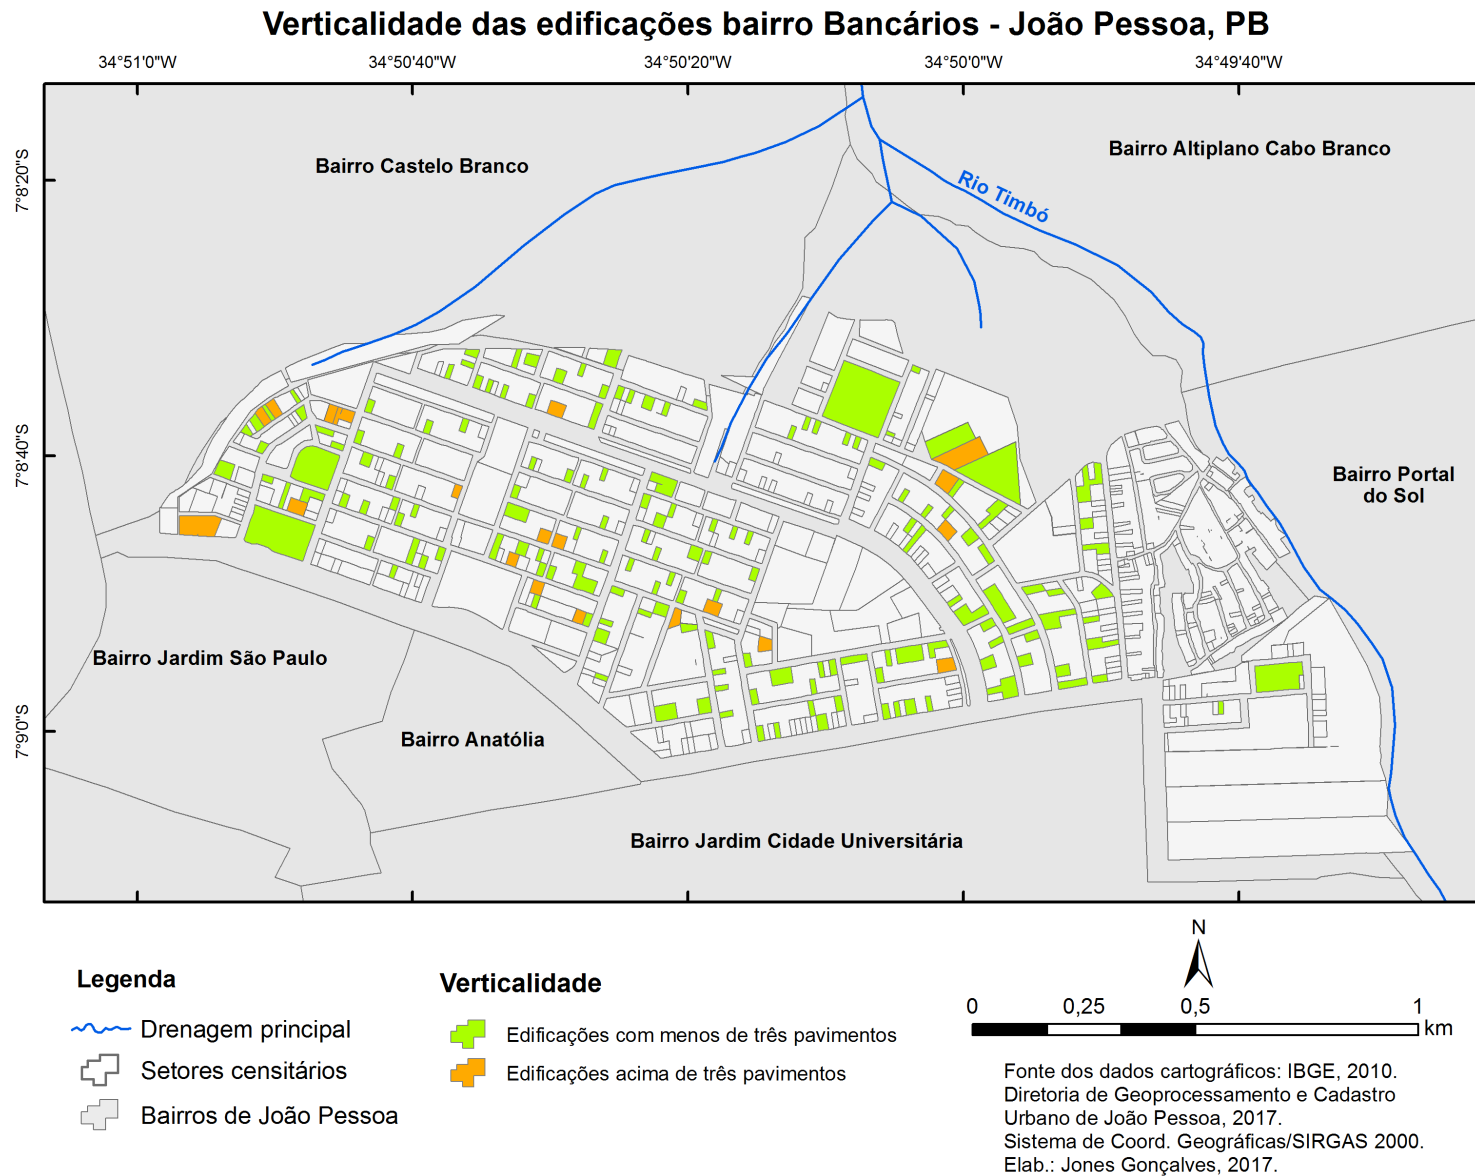 Verticalidade das edificações bairro Bancários - João Pessoa, PB
34°51'0"W
34°50'40"W
34°50'20"W
34°50'0"W
34°49'40"W
7°8'20"S
7°8'40"S
7°9'0"S
Bairro Castelo Branco
Bairro Altiplano Cabo Branco
Rio Timbó
Bairro Portal
do Sol
Bairro Jardim São Paulo
Bairro Anatólia
Bairro Jardim Cidade Universitária
Legenda
Drenagem principal
Setores censitários
Bairros de João Pessoa
Verticalidade
Edificações com menos de três pavimentos
Edificações acima de três pavimentos
N
0 0,25 0,5 1
km
Fonte dos dados cartográficos: IBGE, 2010.
Diretoria de Geoprocessamento e Cadastro
Urbano de João Pessoa, 2017.
Sistema de Coord. Geográficas/SIRGAS 2000.
Elab.: Jones Gonçalves, 2017.